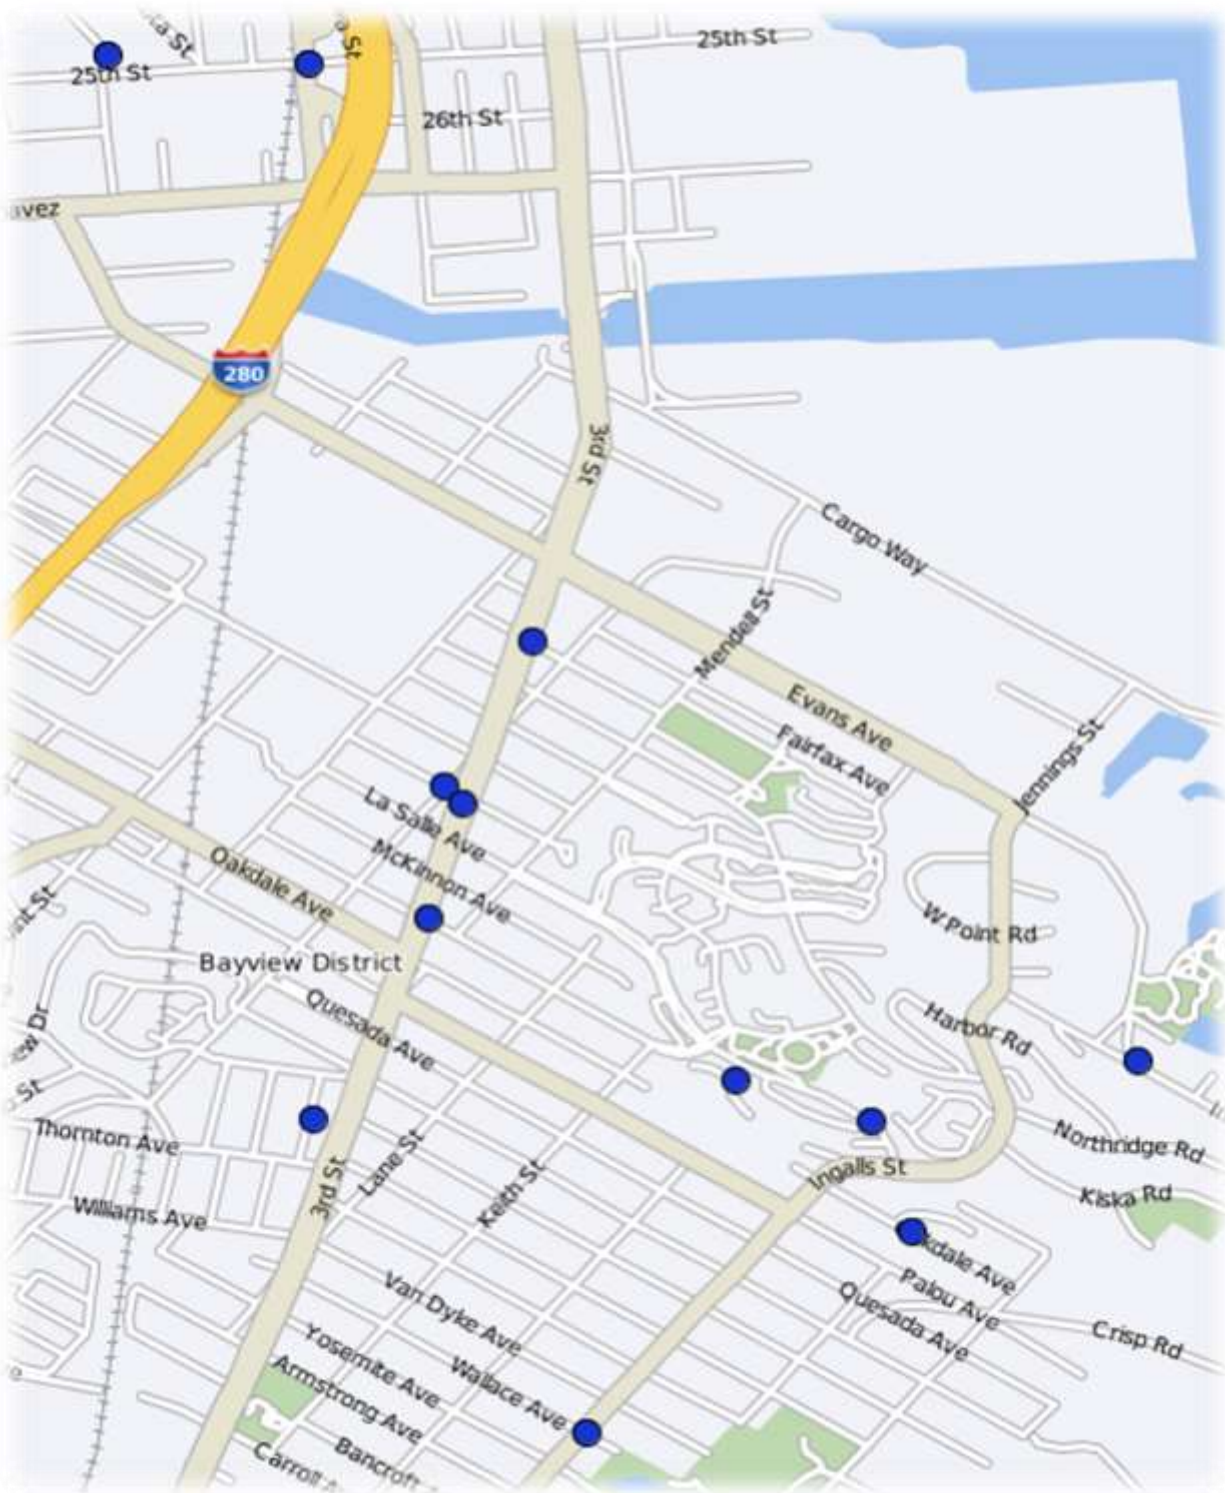 25th St
25th St
26th St
280
3rd St
Cargo Way
Mendell St
Evans Ave
Fairfax Ave
Jennings St
La Salle Ave
McKinnon Ave
Oakdale Ave
W Point Rd
Bayview District
Quesada Ave
Harbor Rd
Thornton Ave
Northridge Rd
Lane St
3rd St
Ingalls St
Keith St
Kiska Rd
Williams Ave
kdale Ave
Palou Ave
Quesada Ave
Van Dyke Ave
Crisp Rd
Yosemite Ave
Wallace Ave
Armstrong Ave
Bancroft
Carroll